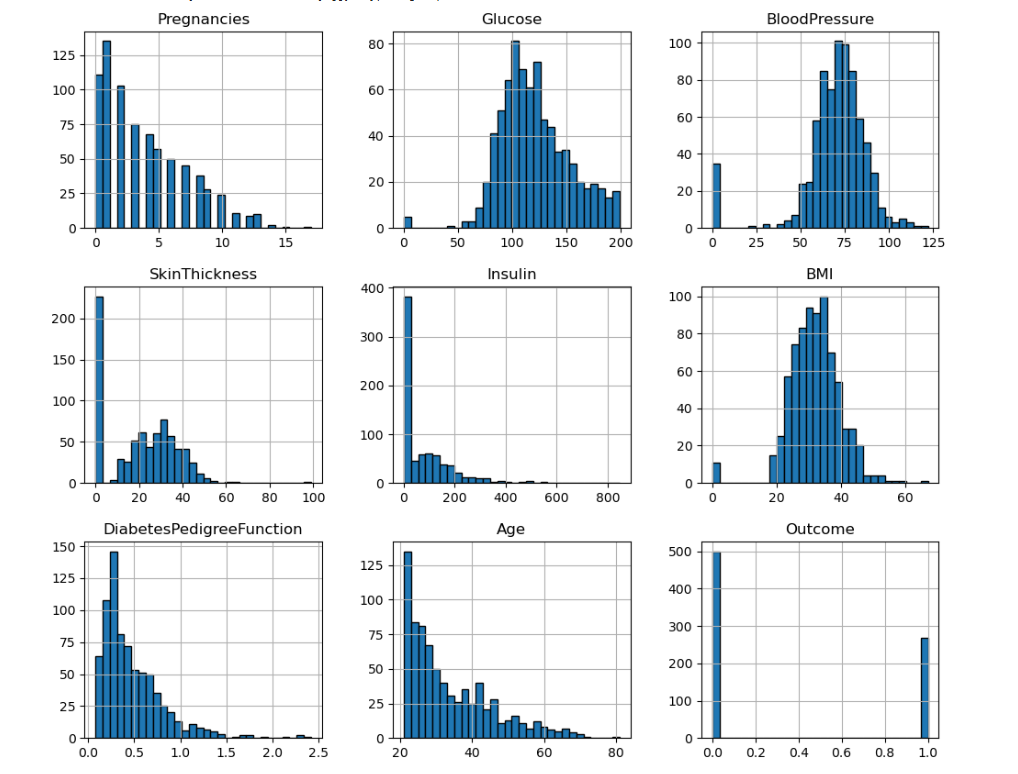 Pregnancies Glucose BloodPressure
125 100 75 50 25 0
0 5 10 15
80 60 40 20 0
0 50 100 150 200
100 80 60 40 20 0
0 25 50 75 100 125
SkinThickness Insulin BMI
200 150 100 50 0
0 20 40 60 80 100
400 300 200 100 0
0 200 400 600 800
100 80 60 40 20 0
0 20 40 60
DiabetesPedigreeFunction Age Outcome
150 125 100 75 50 25 0
0.0 0.5 1.0 1.5 2.0 2.5
125 100 75 50 25 0
20 40 60 80
500 400 300 200 100 0
0.0 0.2 0.4 0.6 0.8 1.0